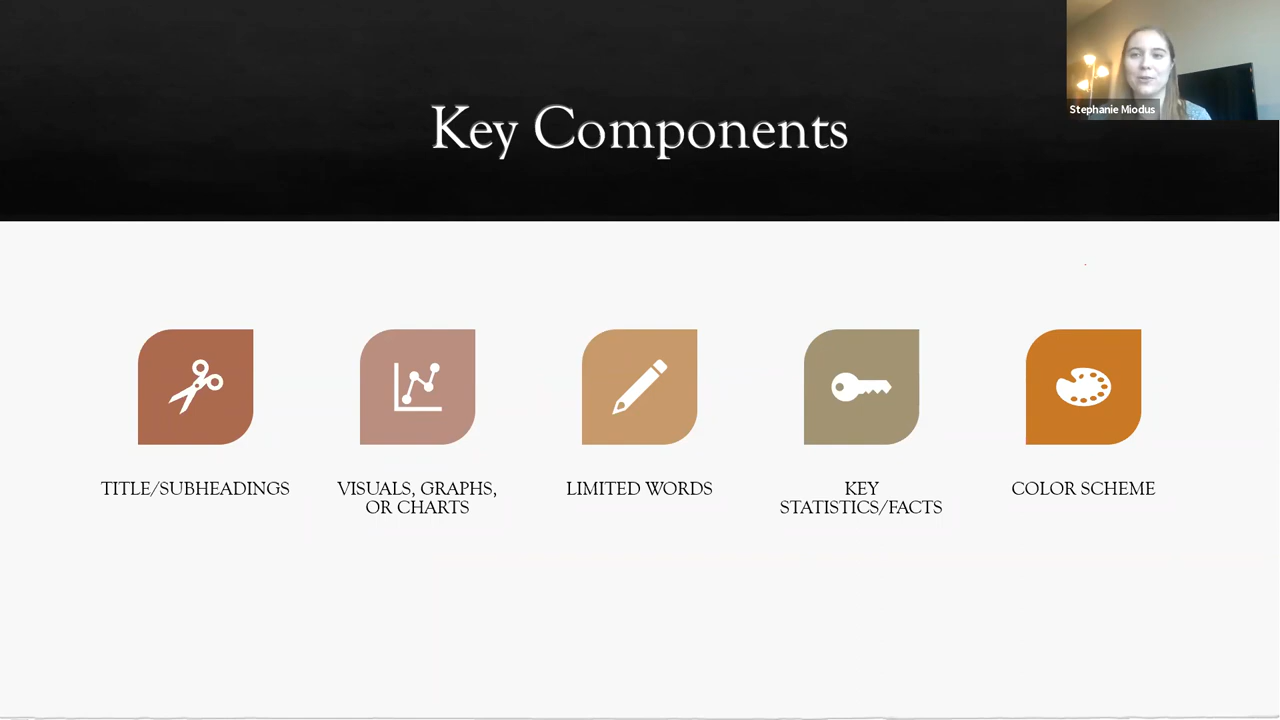 Key Components
Stephanie Miodus
TITLE/SUBHEADINGS
VISUALS, GRAPHS,
OR CHARTS
LIMITED WORDS
KEY
STATISTICS/FACTS
COLOR SCHEME